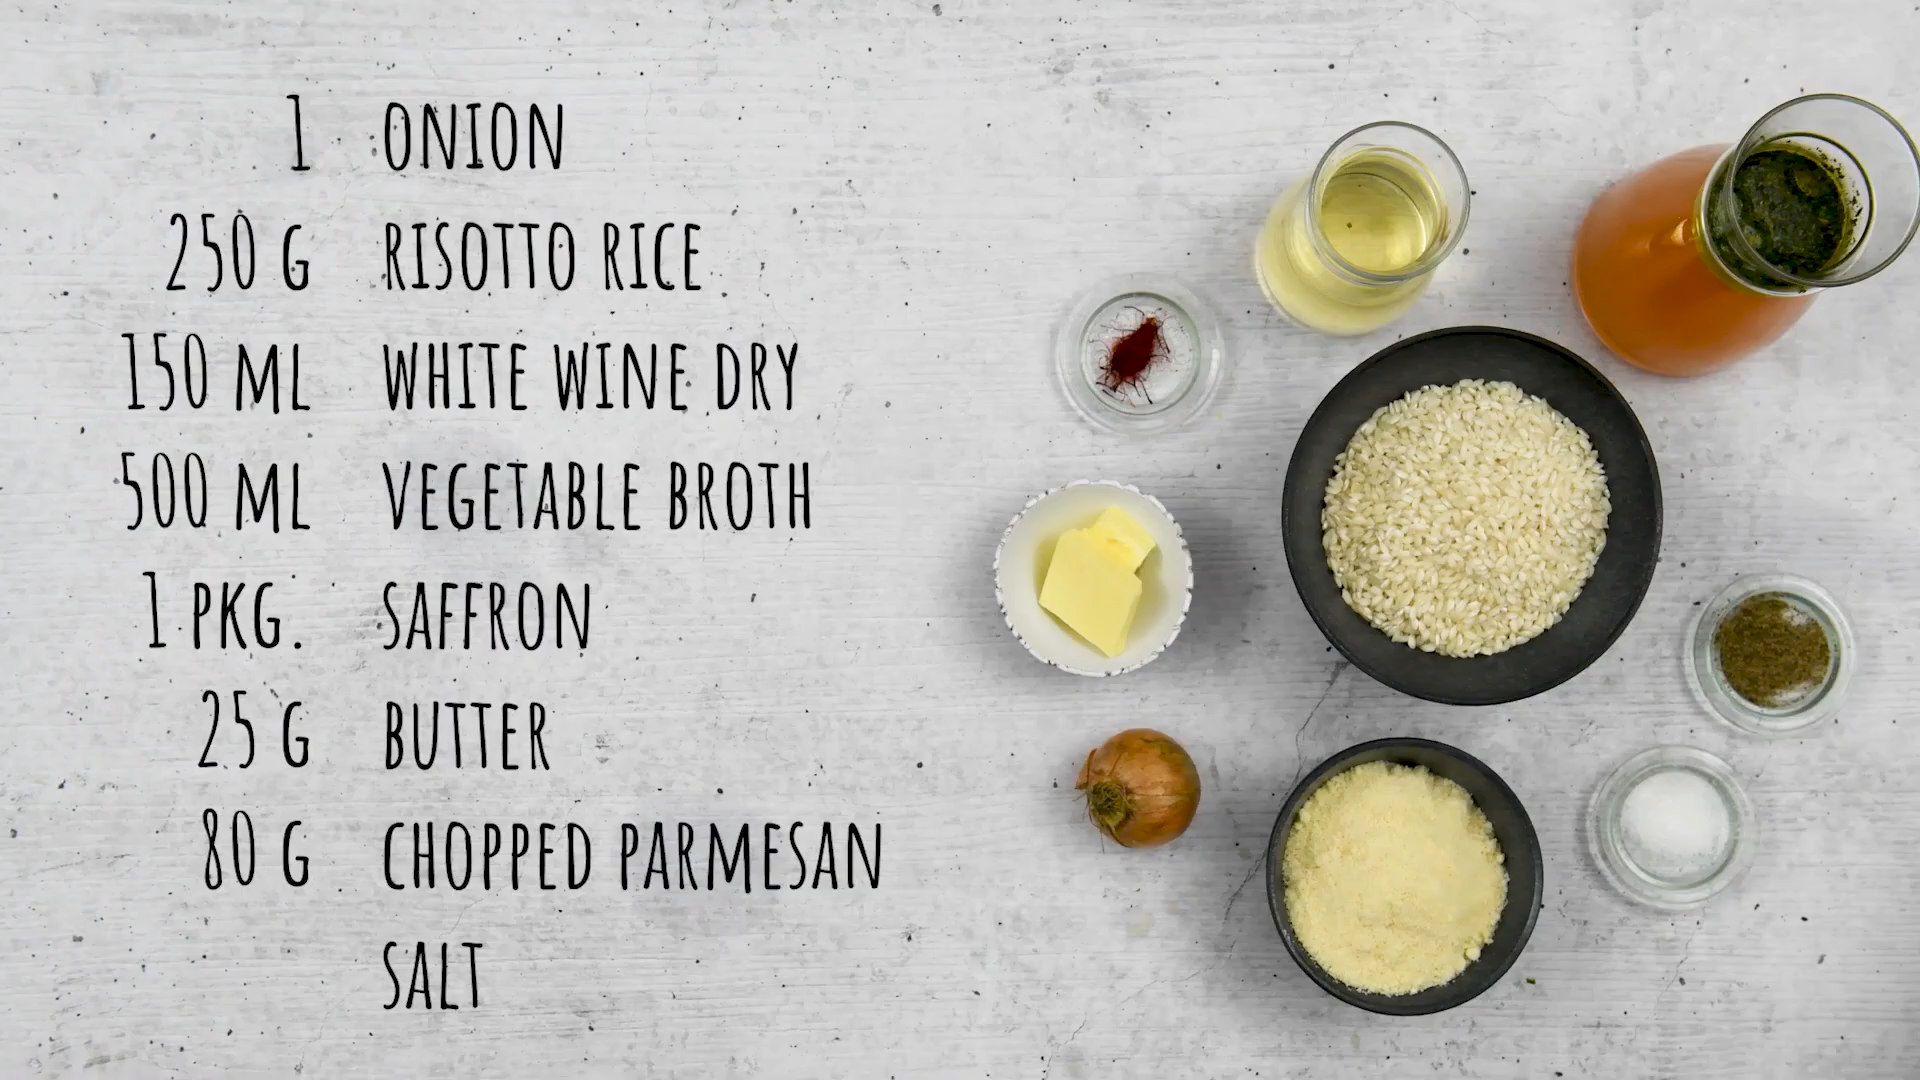 1 ONION
250 G RISOTTO RICE
150 ML WHITE WINE DRY
500 ML VEGETABLE BROTH
1 PKG. SAFFRON
25 G BUTTER
80 G CHOPPED PARMESAN
SALT